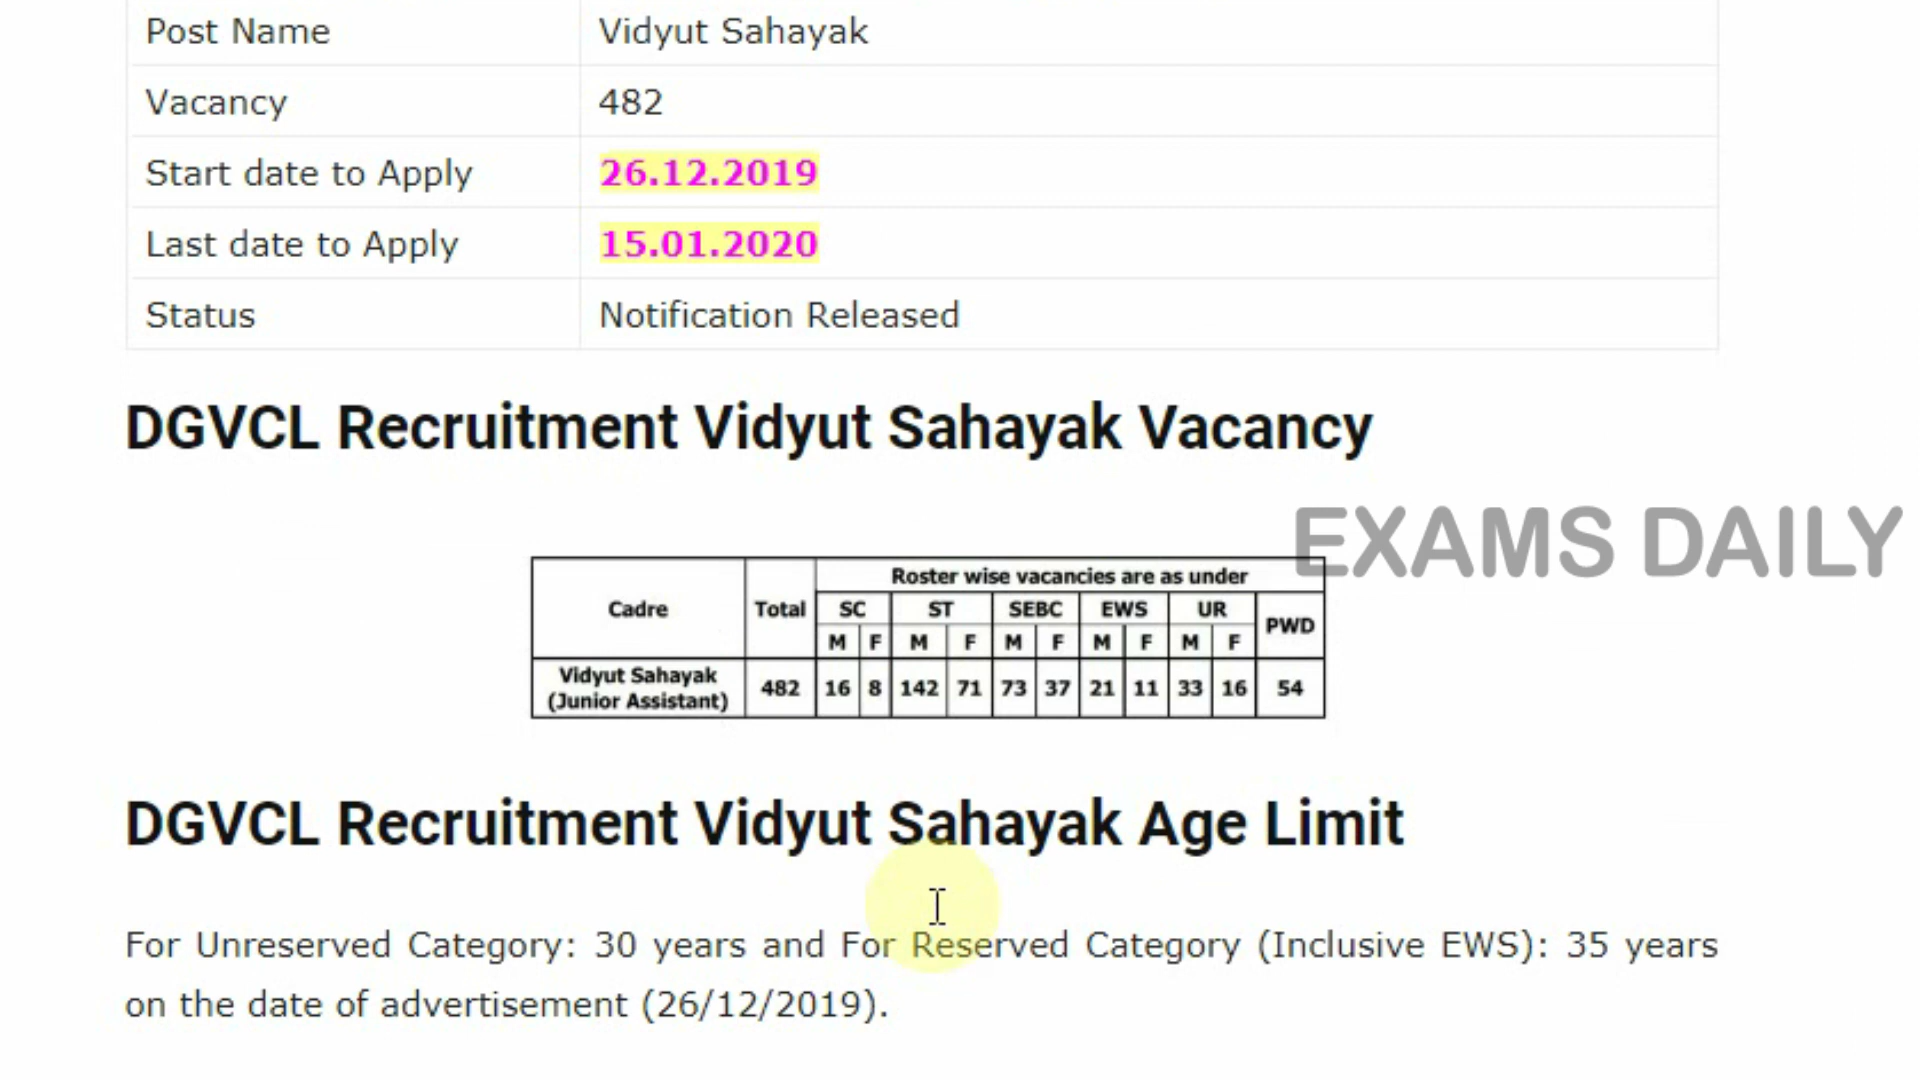 Post Name Vidyut Sahayak
Vacancy 482
Start date to Apply 26.12.2019
Last date to Apply 15.01.2020
Status Notification Released
DGVCL Recruitment Vidyut Sahayak Vacancy
EXAMS DAILY
Roster wise vacancies are as under
Cadre Total SC ST SEBC EWS UR PWD
M F M F M F M F M F
Vidyut Sahayak
(Junior Assistant) 482 16 8 142 71 73 37 21 11 33 16 54
DGVCL Recruitment Vidyut Sahayak Age Limit
For Unreserved Category: 30 years and For Reserved Category (Inclusive EWS): 35 years
on the date of advertisement (26/12/2019).